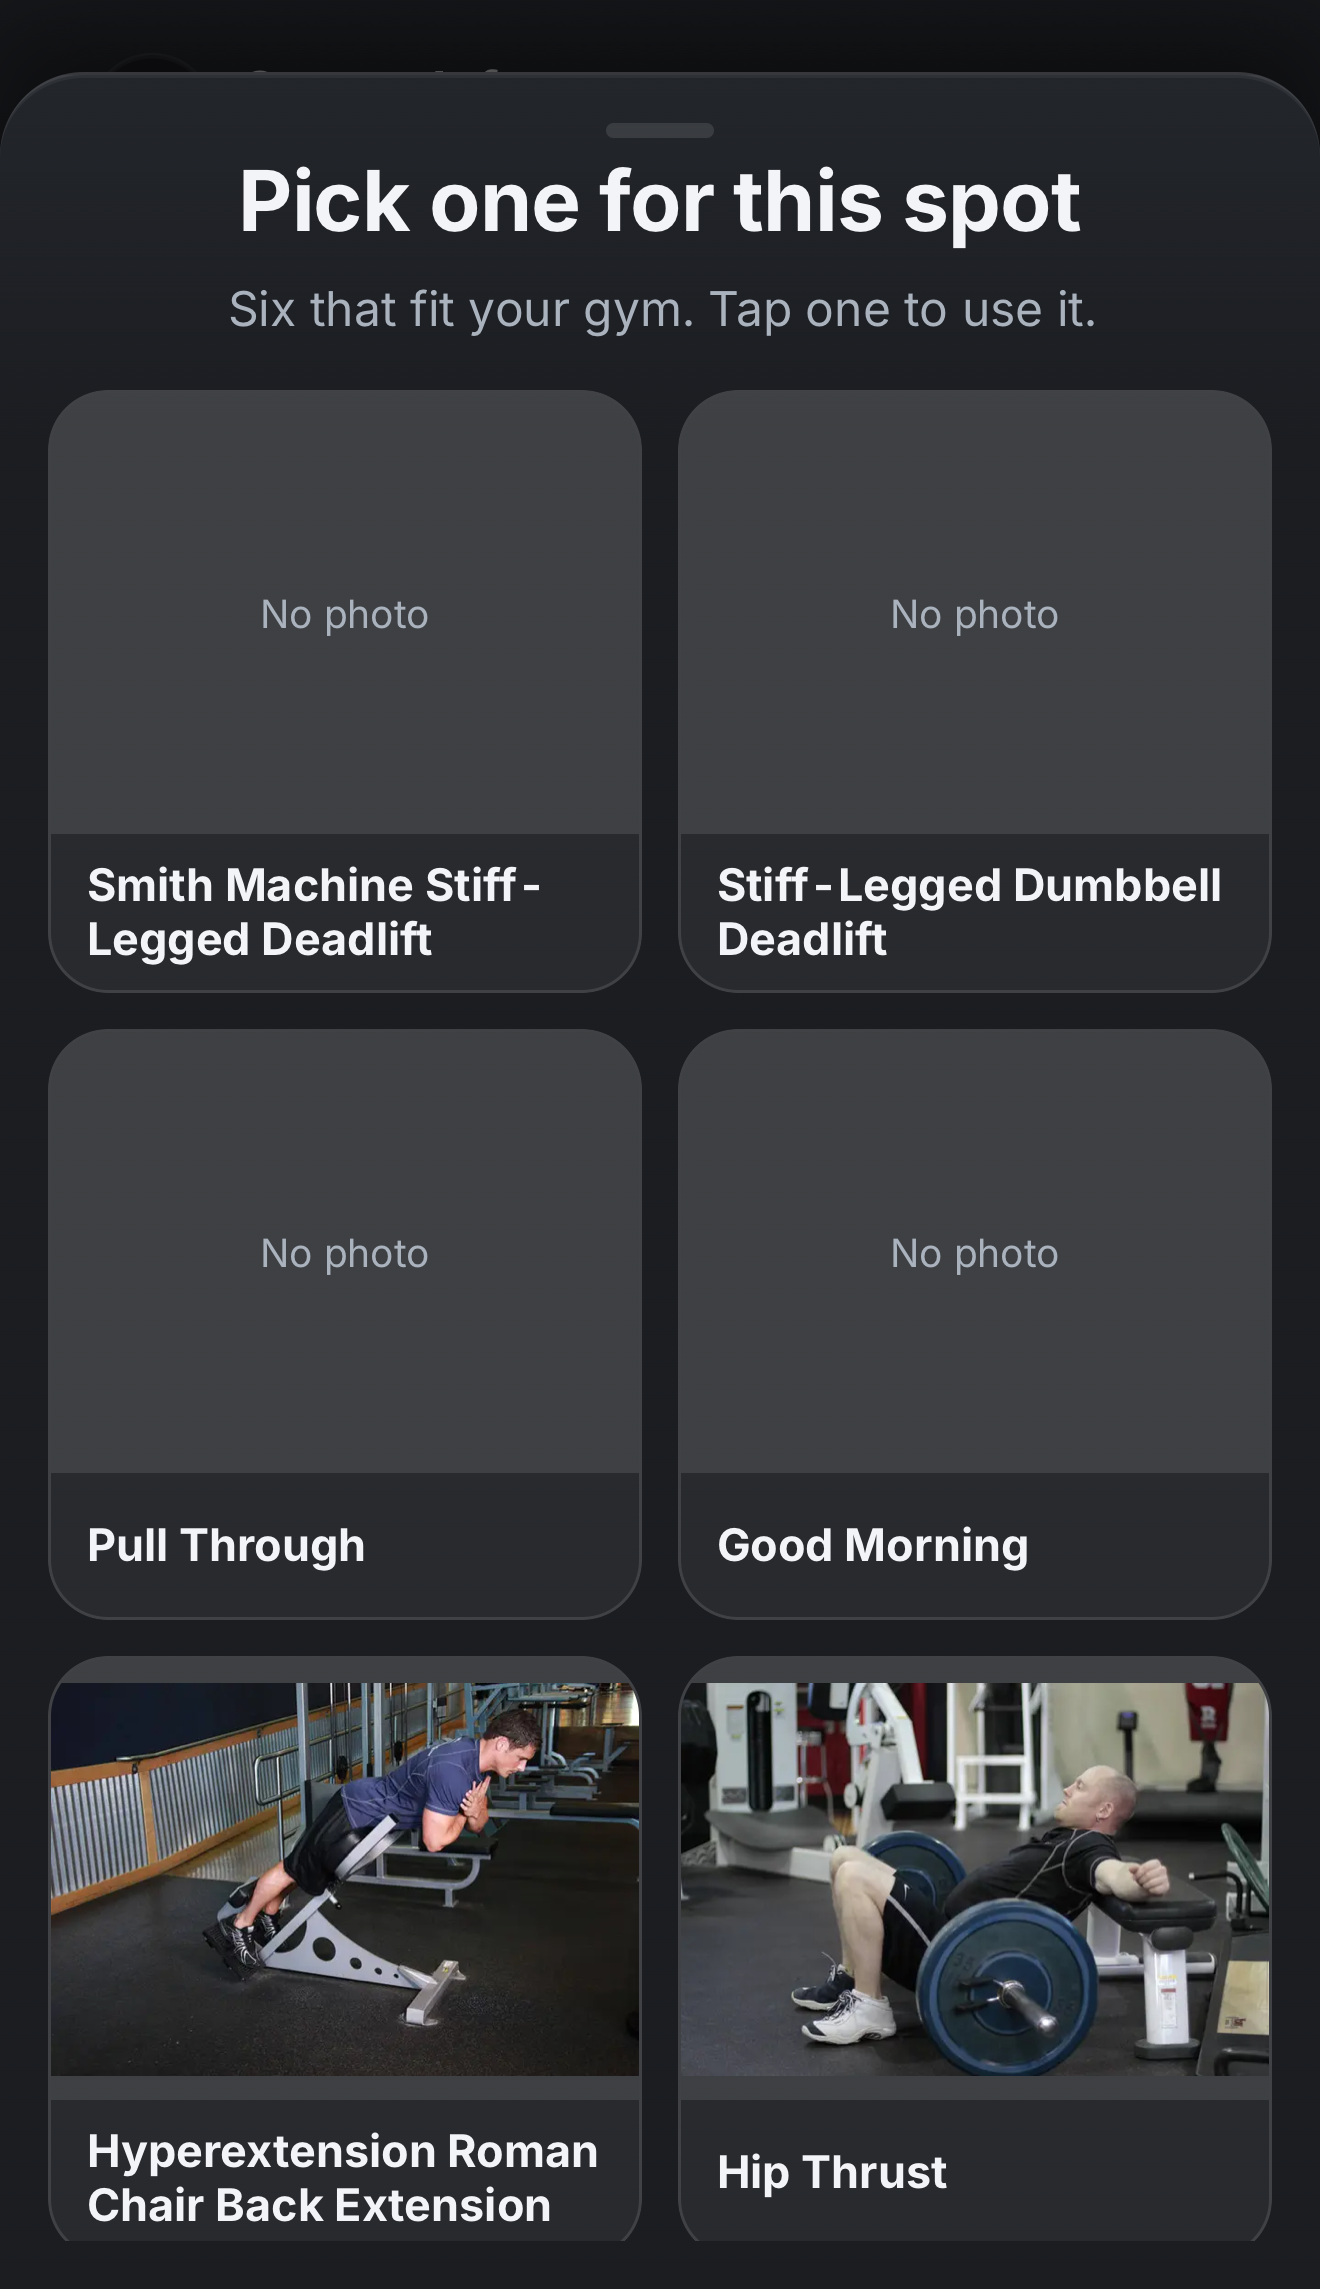 Pick one for this spot
Six that fit your gym. Tap one to use it.
No photo
No photo
Smith Machine Stiff-
Legged Deadlift
Stiff-Legged Dumbbell
Deadlift
No photo
No photo
Pull Through
Good Morning
Hyperextension Roman
Chair Back Extension
Hip Thrust